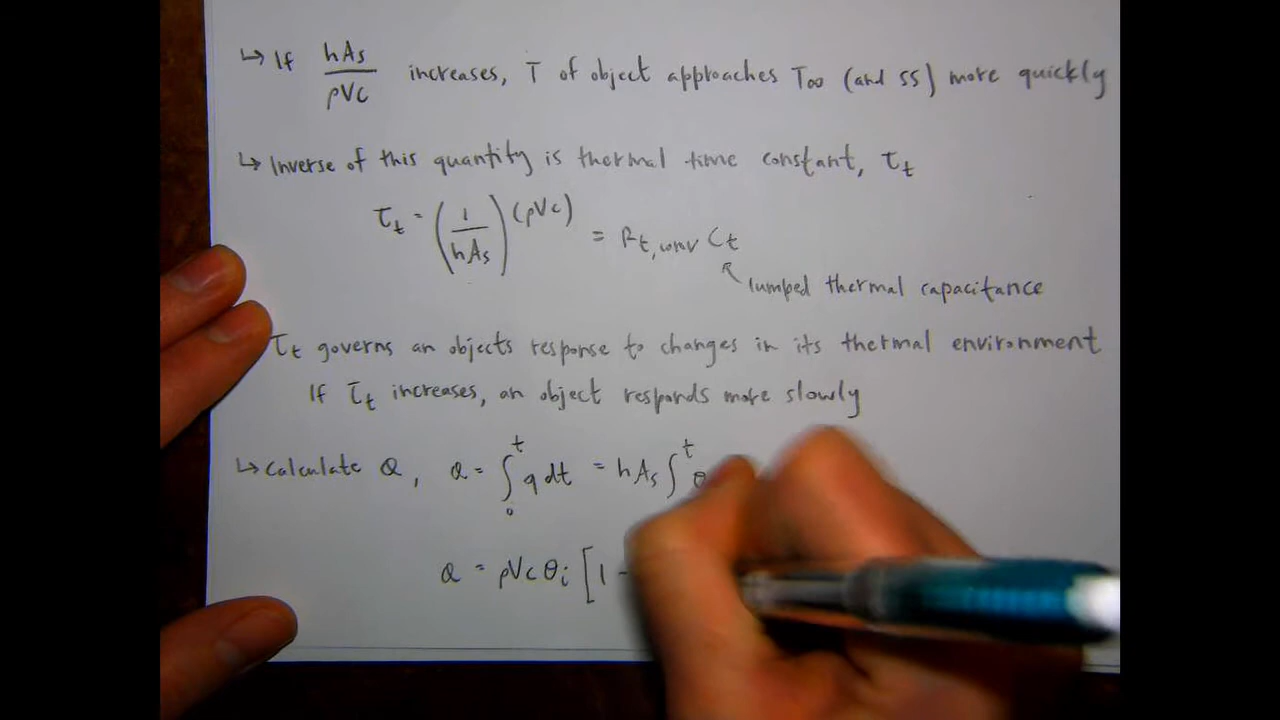 ↳ If hAs/ρVc increases, T of object approaches T∞ (and SS) more quickly
↳ Inverse of this quantity is thermal time constant, τt
τt = (1/hAs)(ρVc) = Rt,conv Ct
lumped thermal capacitance
τt governs an objects response to changes in its thermal environment
If τt increases, an object responds more slowly
↳ Calculate Q, Q = ∫₀ᵗ q dt = hAs ∫ᵗ θ
Q = ρVcθi [1 -